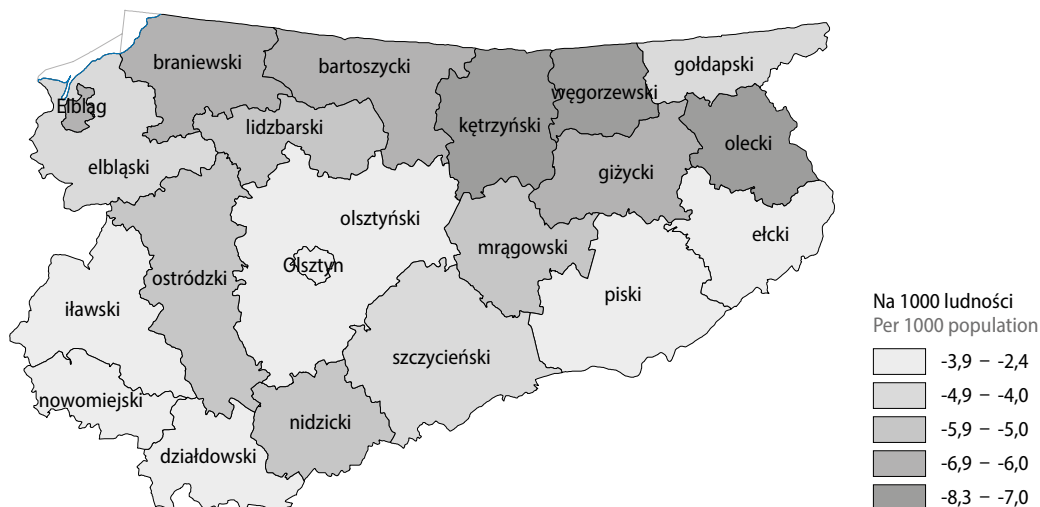 braniewski
bartoszycki
gołdapski
węgorzewski
Elbląg
kętrzyński
lidzbarski
olecki
elbląski
giżycki
olsztyński
ełcki
mrągowski
Olsztyn
ostródzki
piski
iławski
szczycieński
nowomiejski
nidzicki
działdowski
Na 1000 ludności
Per 1000 population
-3,9 – -2,4
-4,9 – -4,0
-5,9 – -5,0
-6,9 – -6,0
-8,3 – -7,0